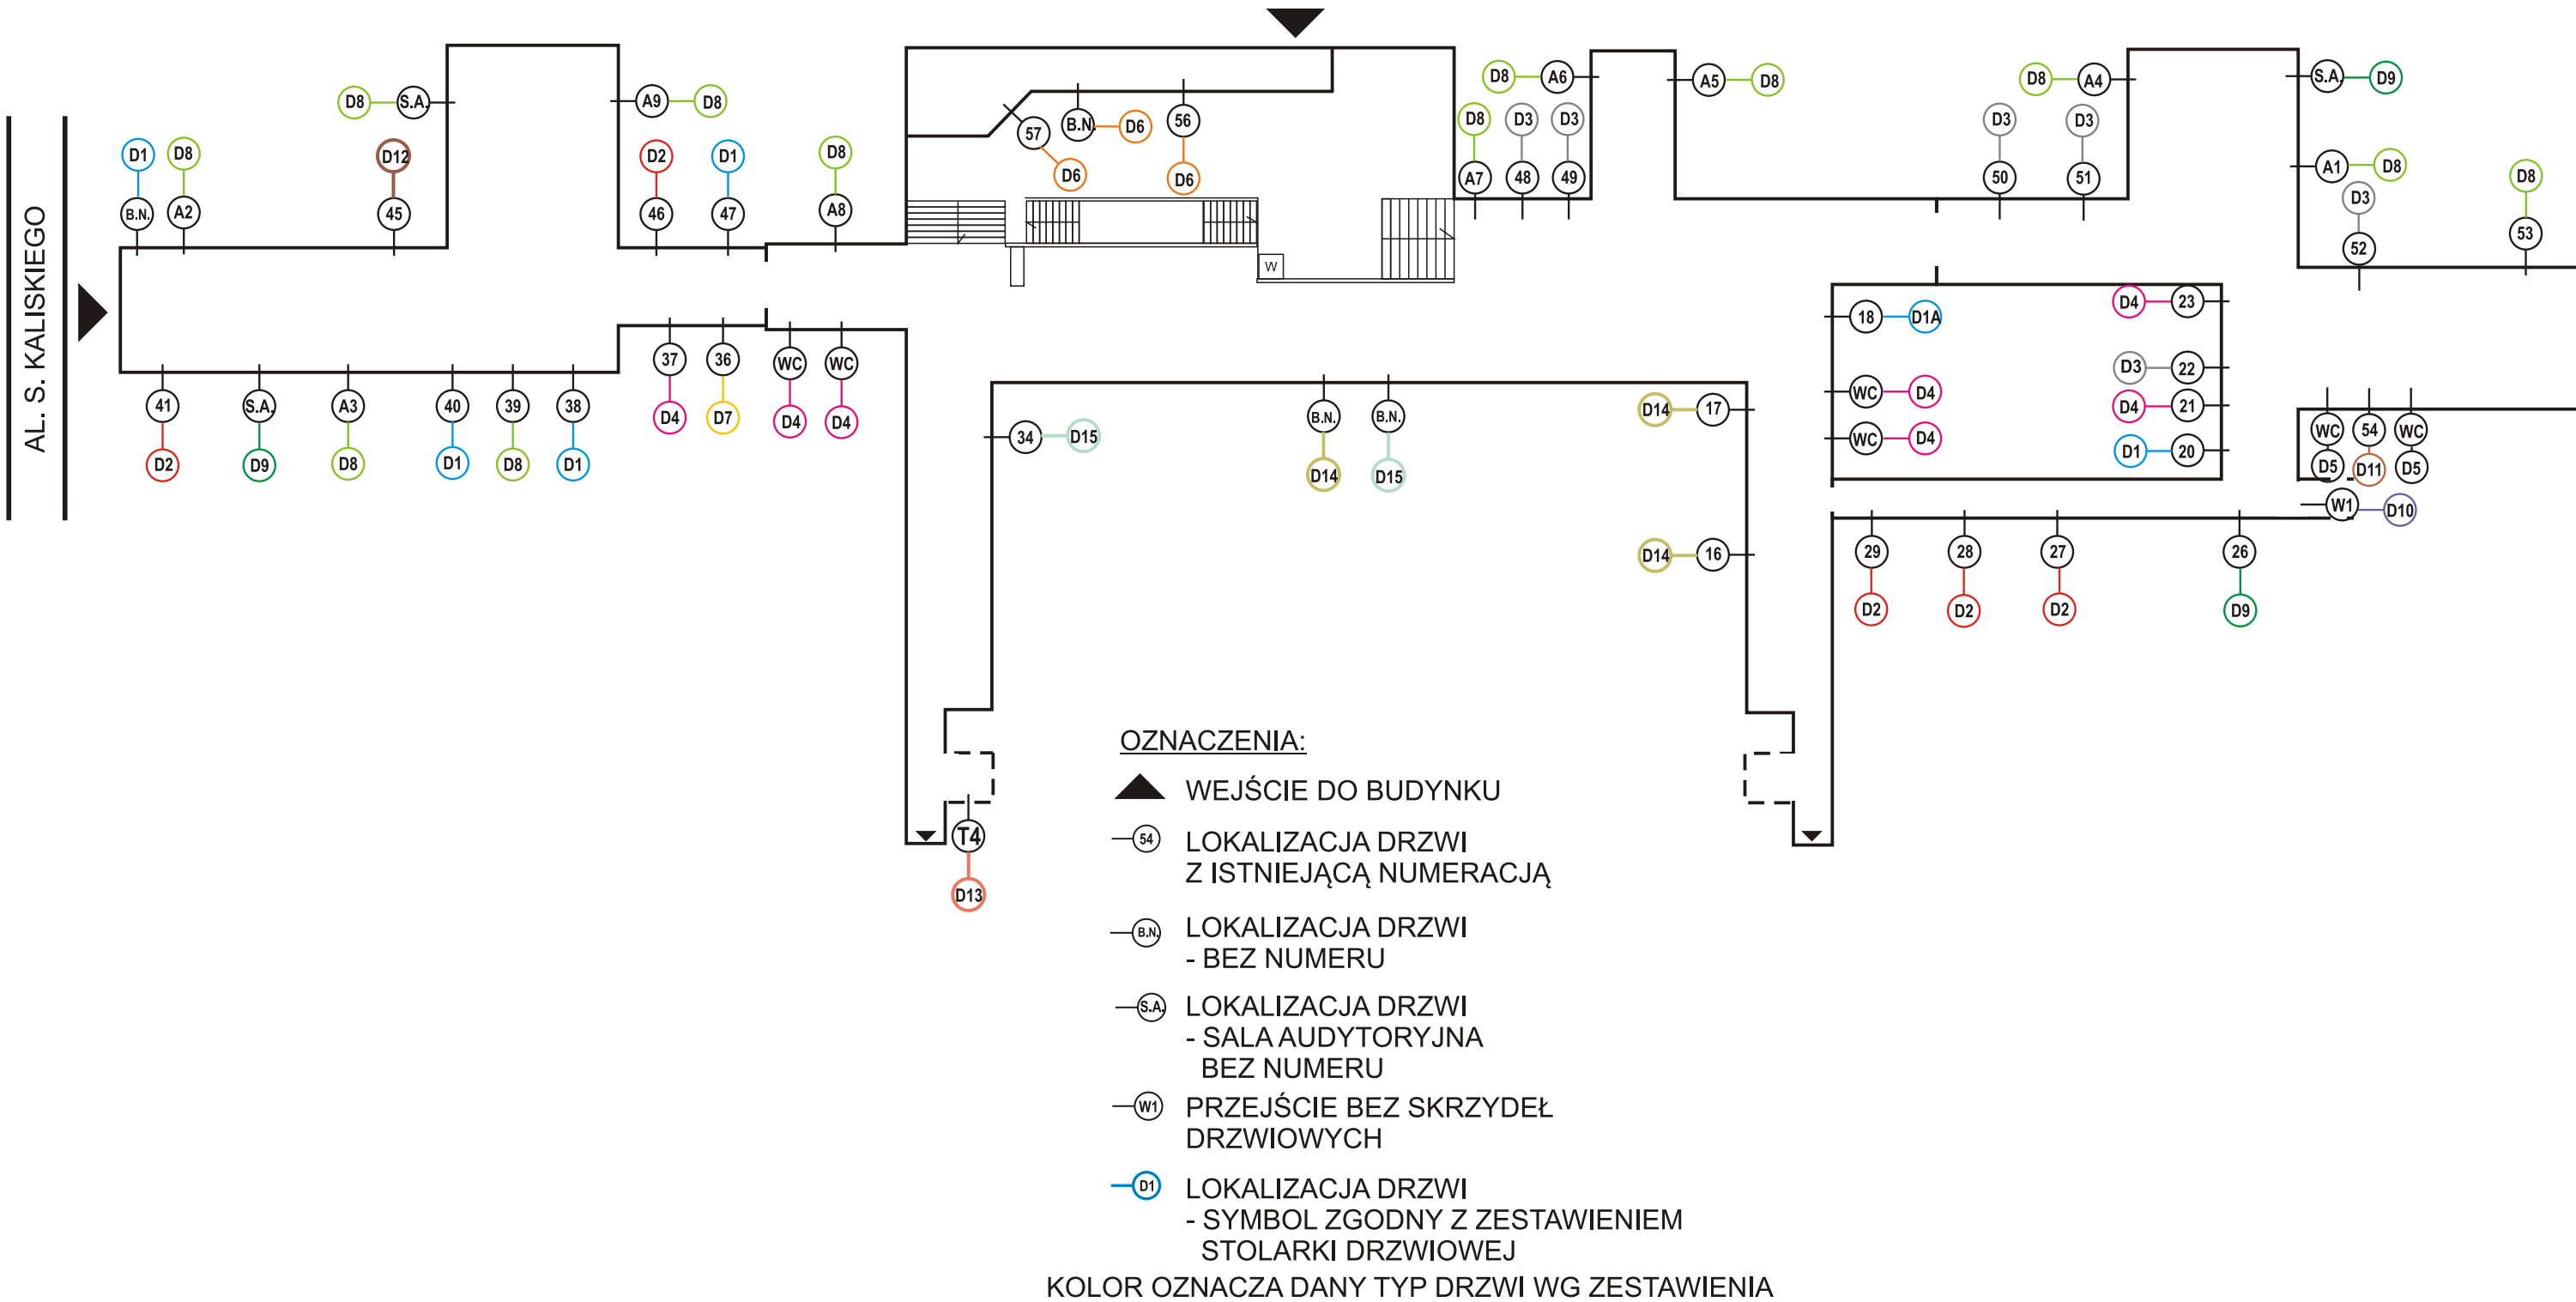 D8 A6 A5 D8 D8 A4 S.A. D9
D8 S.A. A9 D8
57 B.N. D6 56 D8 D3 D3 D3 D3
D1 D8 D12 D2 D1 D8 D6 D6 A7 48 49 50 51 A1 D8 D8
B.N. A2 45 46 47 A8 D3
52 53
AL. S. KALISKIEGO
W
18 D1A D4 23
37 36 WC WC D3 22
41 S.A. A3 40 39 38 WC D4 D4 21
D4 D7 D4 D4 34 D15 B.N. B.N. D14 17 WC D4 D1 20 WC 54 WC
D2 D9 D8 D1 D8 D1 D14 D15 D5 D11 D5
W1 D10
D14 16 29 28 27 26
D2 D2 D2 D9
T4
D13
OZNACZENIA:
WEJŚCIE DO BUDYNKU
54 LOKALIZACJA DRZWI
Z ISTNIEJĄCĄ NUMERACJĄ
B.N. LOKALIZACJA DRZWI
- BEZ NUMERU
S.A. LOKALIZACJA DRZWI
- SALA AUDYTORYJNA
BEZ NUMERU
W1 PRZEJŚCIE BEZ SKRZYDEŁ
DRZWIOWYCH
D1 LOKALIZACJA DRZWI
- SYMBOL ZGODNY Z ZESTAWIENIEM
STOLARKI DRZWIOWEJ
KOLOR OZNACZA DANY TYP DRZWI WG ZESTAWIENIA